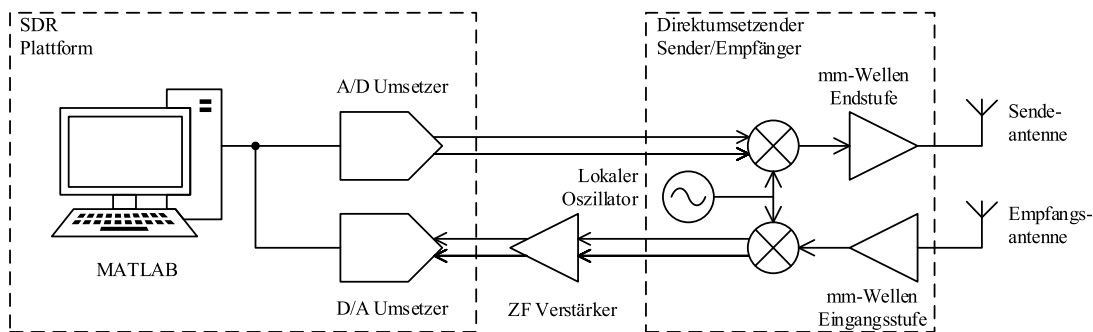 SDR
Plattform
Direktumsetzender
Sender/Empfänger
A/D Umsetzer
mm-Wellen
Endstufe
Sende-
antenne
Lokaler
Oszillator
Empfangs-
antenne
MATLAB
D/A Umsetzer
ZF Verstärker
mm-Wellen
Eingangsstufe